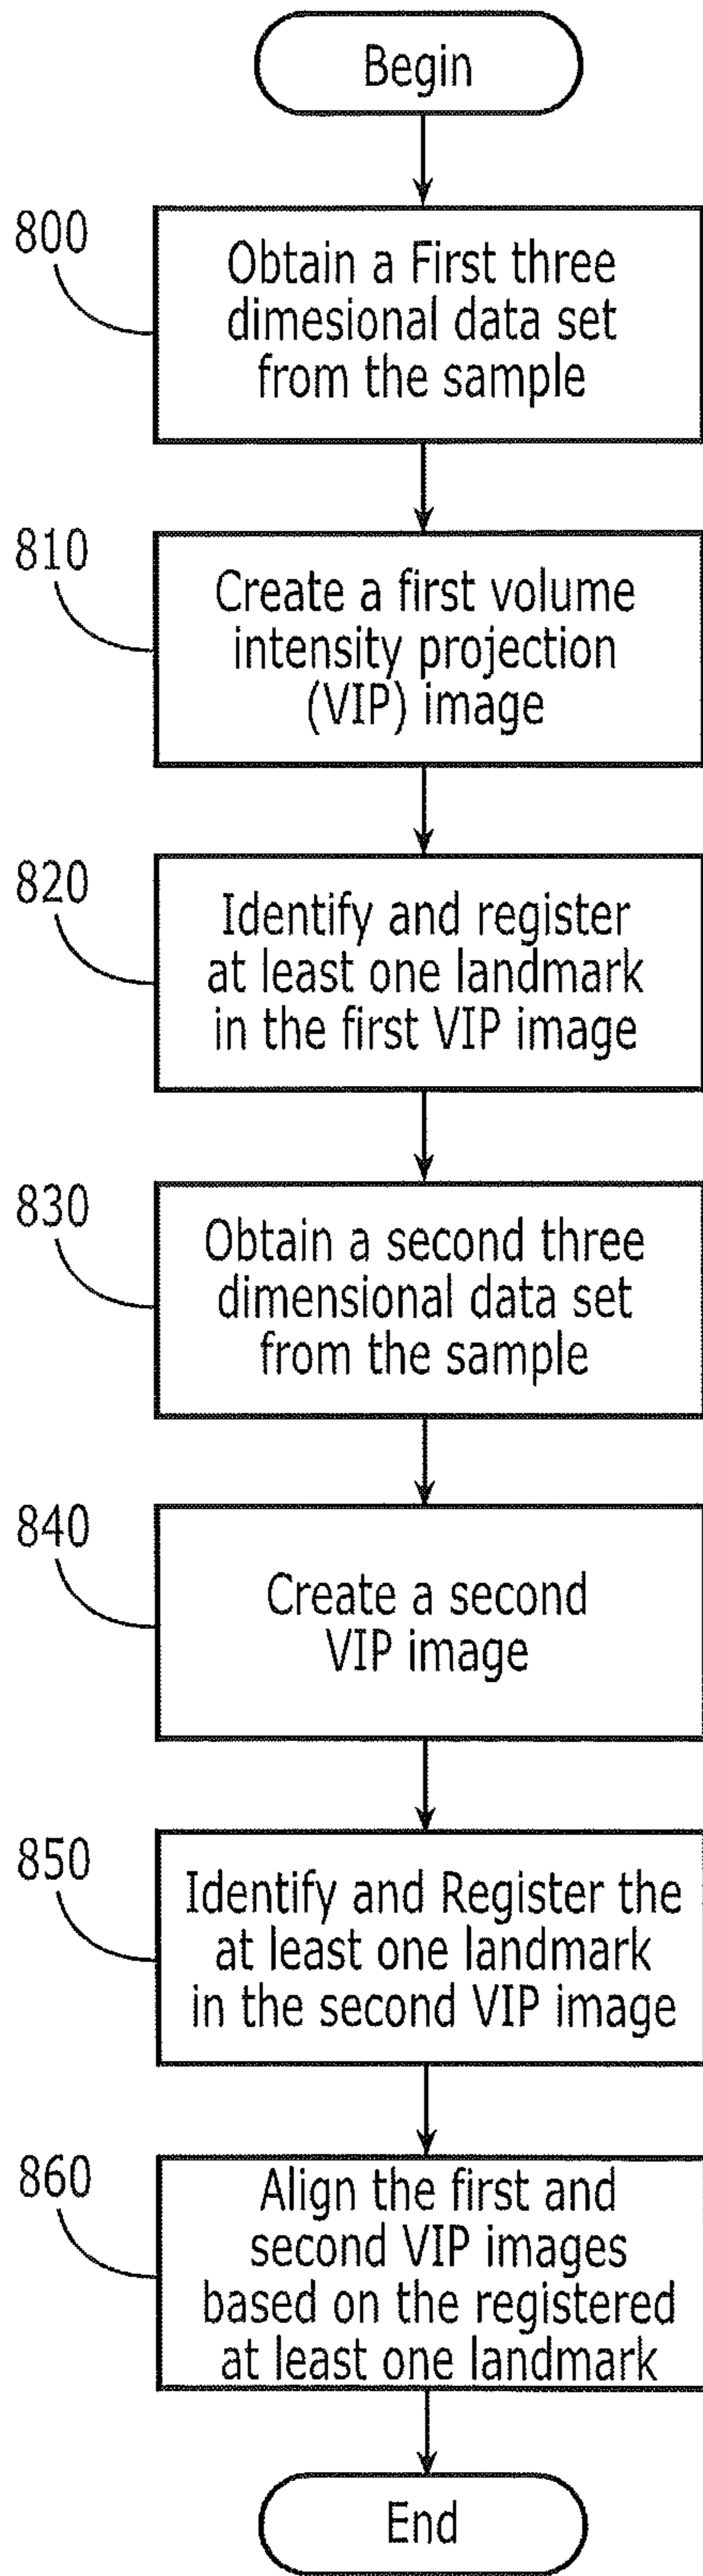 Begin
800
Obtain a First three
dimesional data set
from the sample
810
Create a first volume
intensity projection
(VIP) image
820
Identify and register
at least one landmark
in the first VIP image
830
Obtain a second three
dimensional data set
from the sample
840
Create a second
VIP image
850
Identify and Register the
at least one landmark
in the second VIP image
860
Align the first and
second VIP images
based on the registered
at least one landmark
End